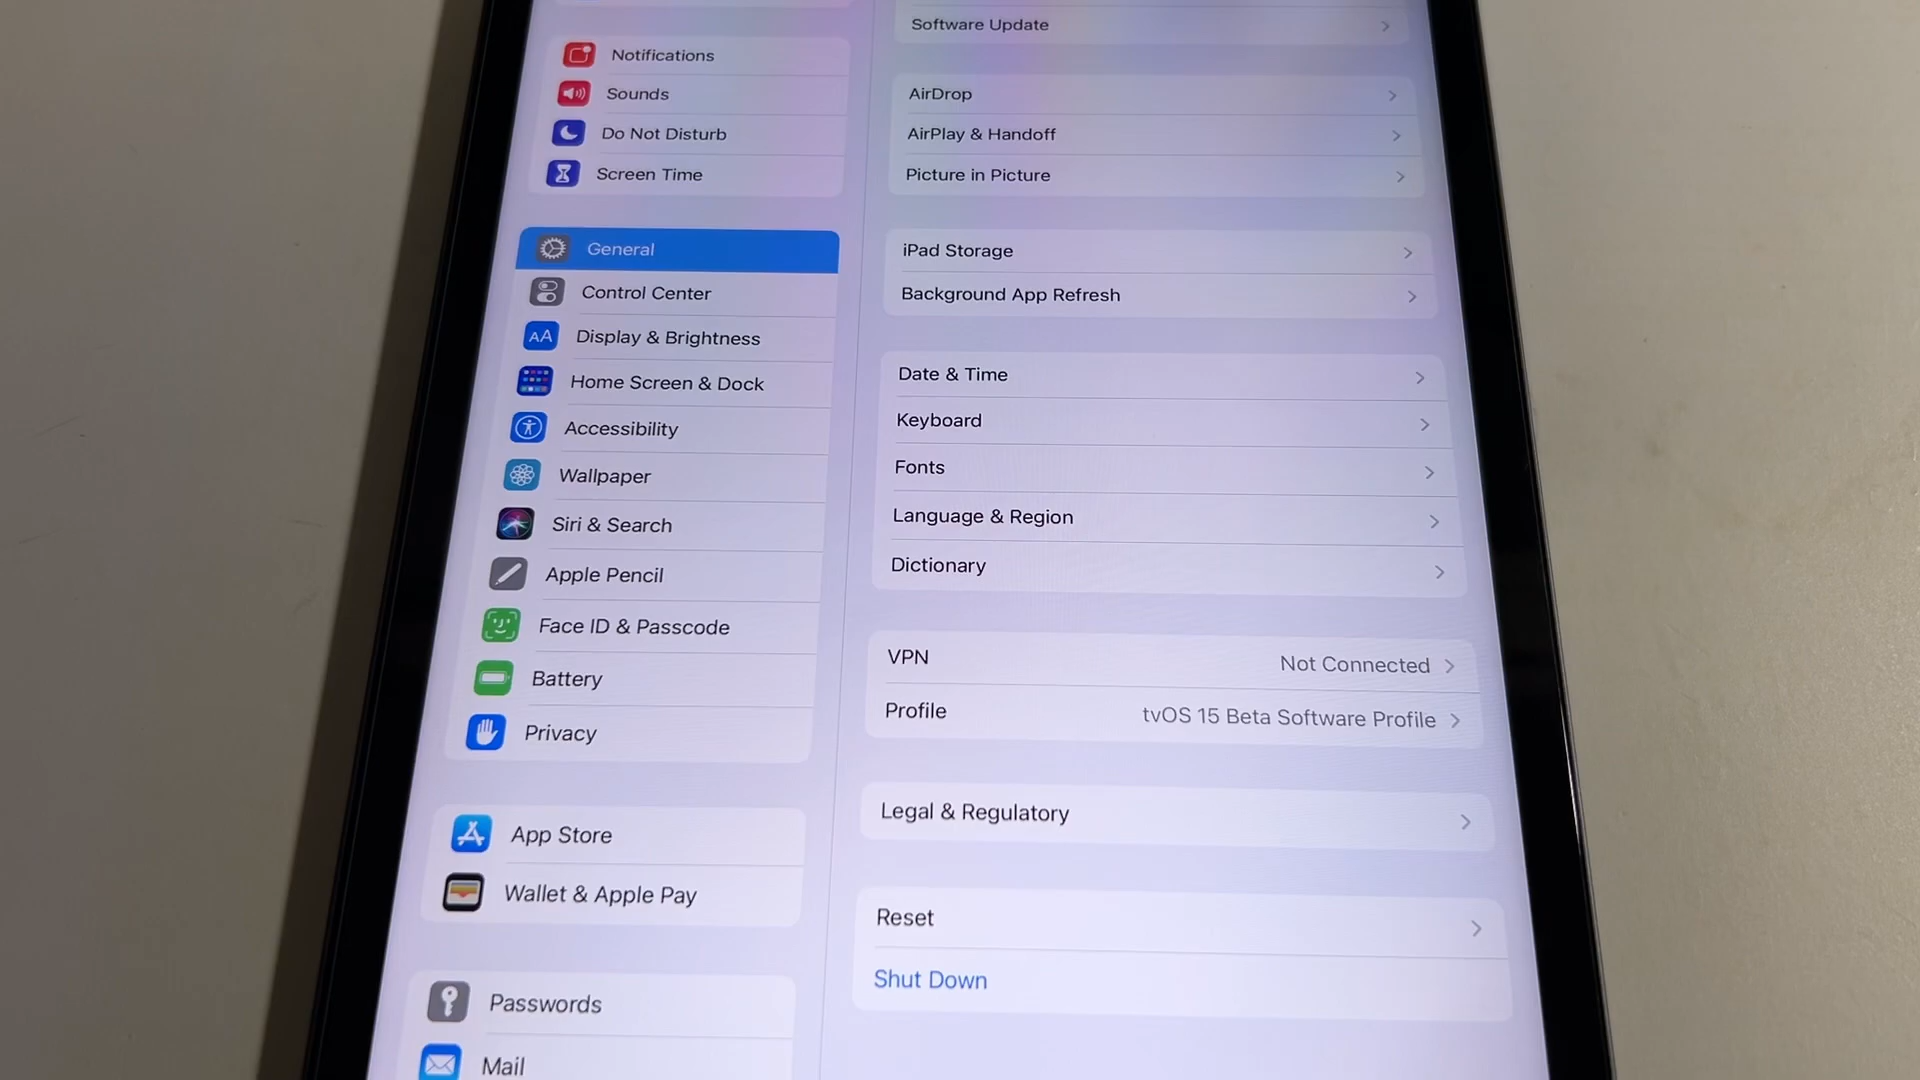 Notifications
Sounds
Do Not Disturb
Screen Time
General
Control Center
AA Display & Brightness
Home Screen & Dock
Accessibility
Wallpaper
Siri & Search
Apple Pencil
Face ID & Passcode
Battery
Privacy
App Store
Wallet & Apple Pay
Passwords
Mail
Software Update
AirDrop
AirPlay & Handoff
Picture in Picture
iPad Storage
Background App Refresh
Date & Time
Keyboard
Fonts
Language & Region
Dictionary
VPN Not Connected
Profile tvOS 15 Beta Software Profile
Legal & Regulatory
Reset
Shut Down